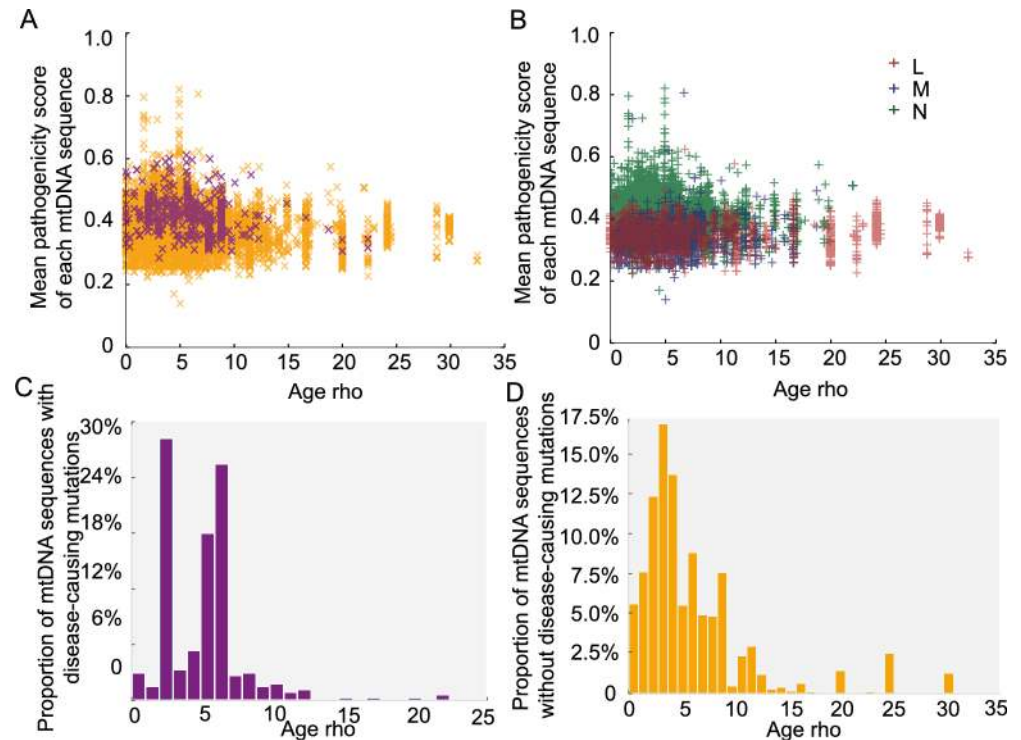 A
Mean pathogenicity score
of each mtDNA sequence
1.0
0.8
0.6
0.4
0.2
0
0 5 10 15 20 25 30 35
Age rho
B
Mean pathogenicity score
of each mtDNA sequence
1.0
0.8
0.6
0.4
0.2
0
+ L
+ M
+ N
0 5 10 15 20 25 30 35
Age rho
C
Proportion of mtDNA sequences with
disease-causing mutations
30%
24%
18%
12%
6%
0
0 5 10 15 20 25
Age rho
D
Proportion of mtDNA sequences
without disease-causing mutations
17.5%
15.0%
12.5%
10.0%
7.5%
5.0%
2.5%
0
0 5 10 15 20 25 30 35
Age rho